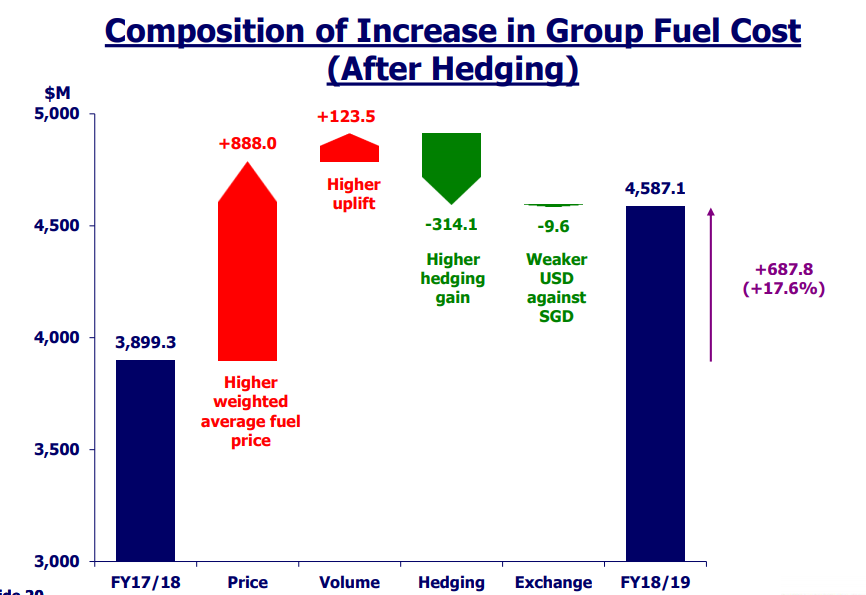 Composition of Increase in Group Fuel Cost
(After Hedging)
$M
5,000
4,500
4,000
3,500
3,000
3,899.3
+888.0
Higher
weighted
average fuel
price
+123.5
Higher
uplift
-314.1
Higher
hedging
gain
-9.6
Weaker
USD
against
SGD
4,587.1
+687.8
(+17.6%)
FY17/18 Price Volume Hedging Exchange FY18/19